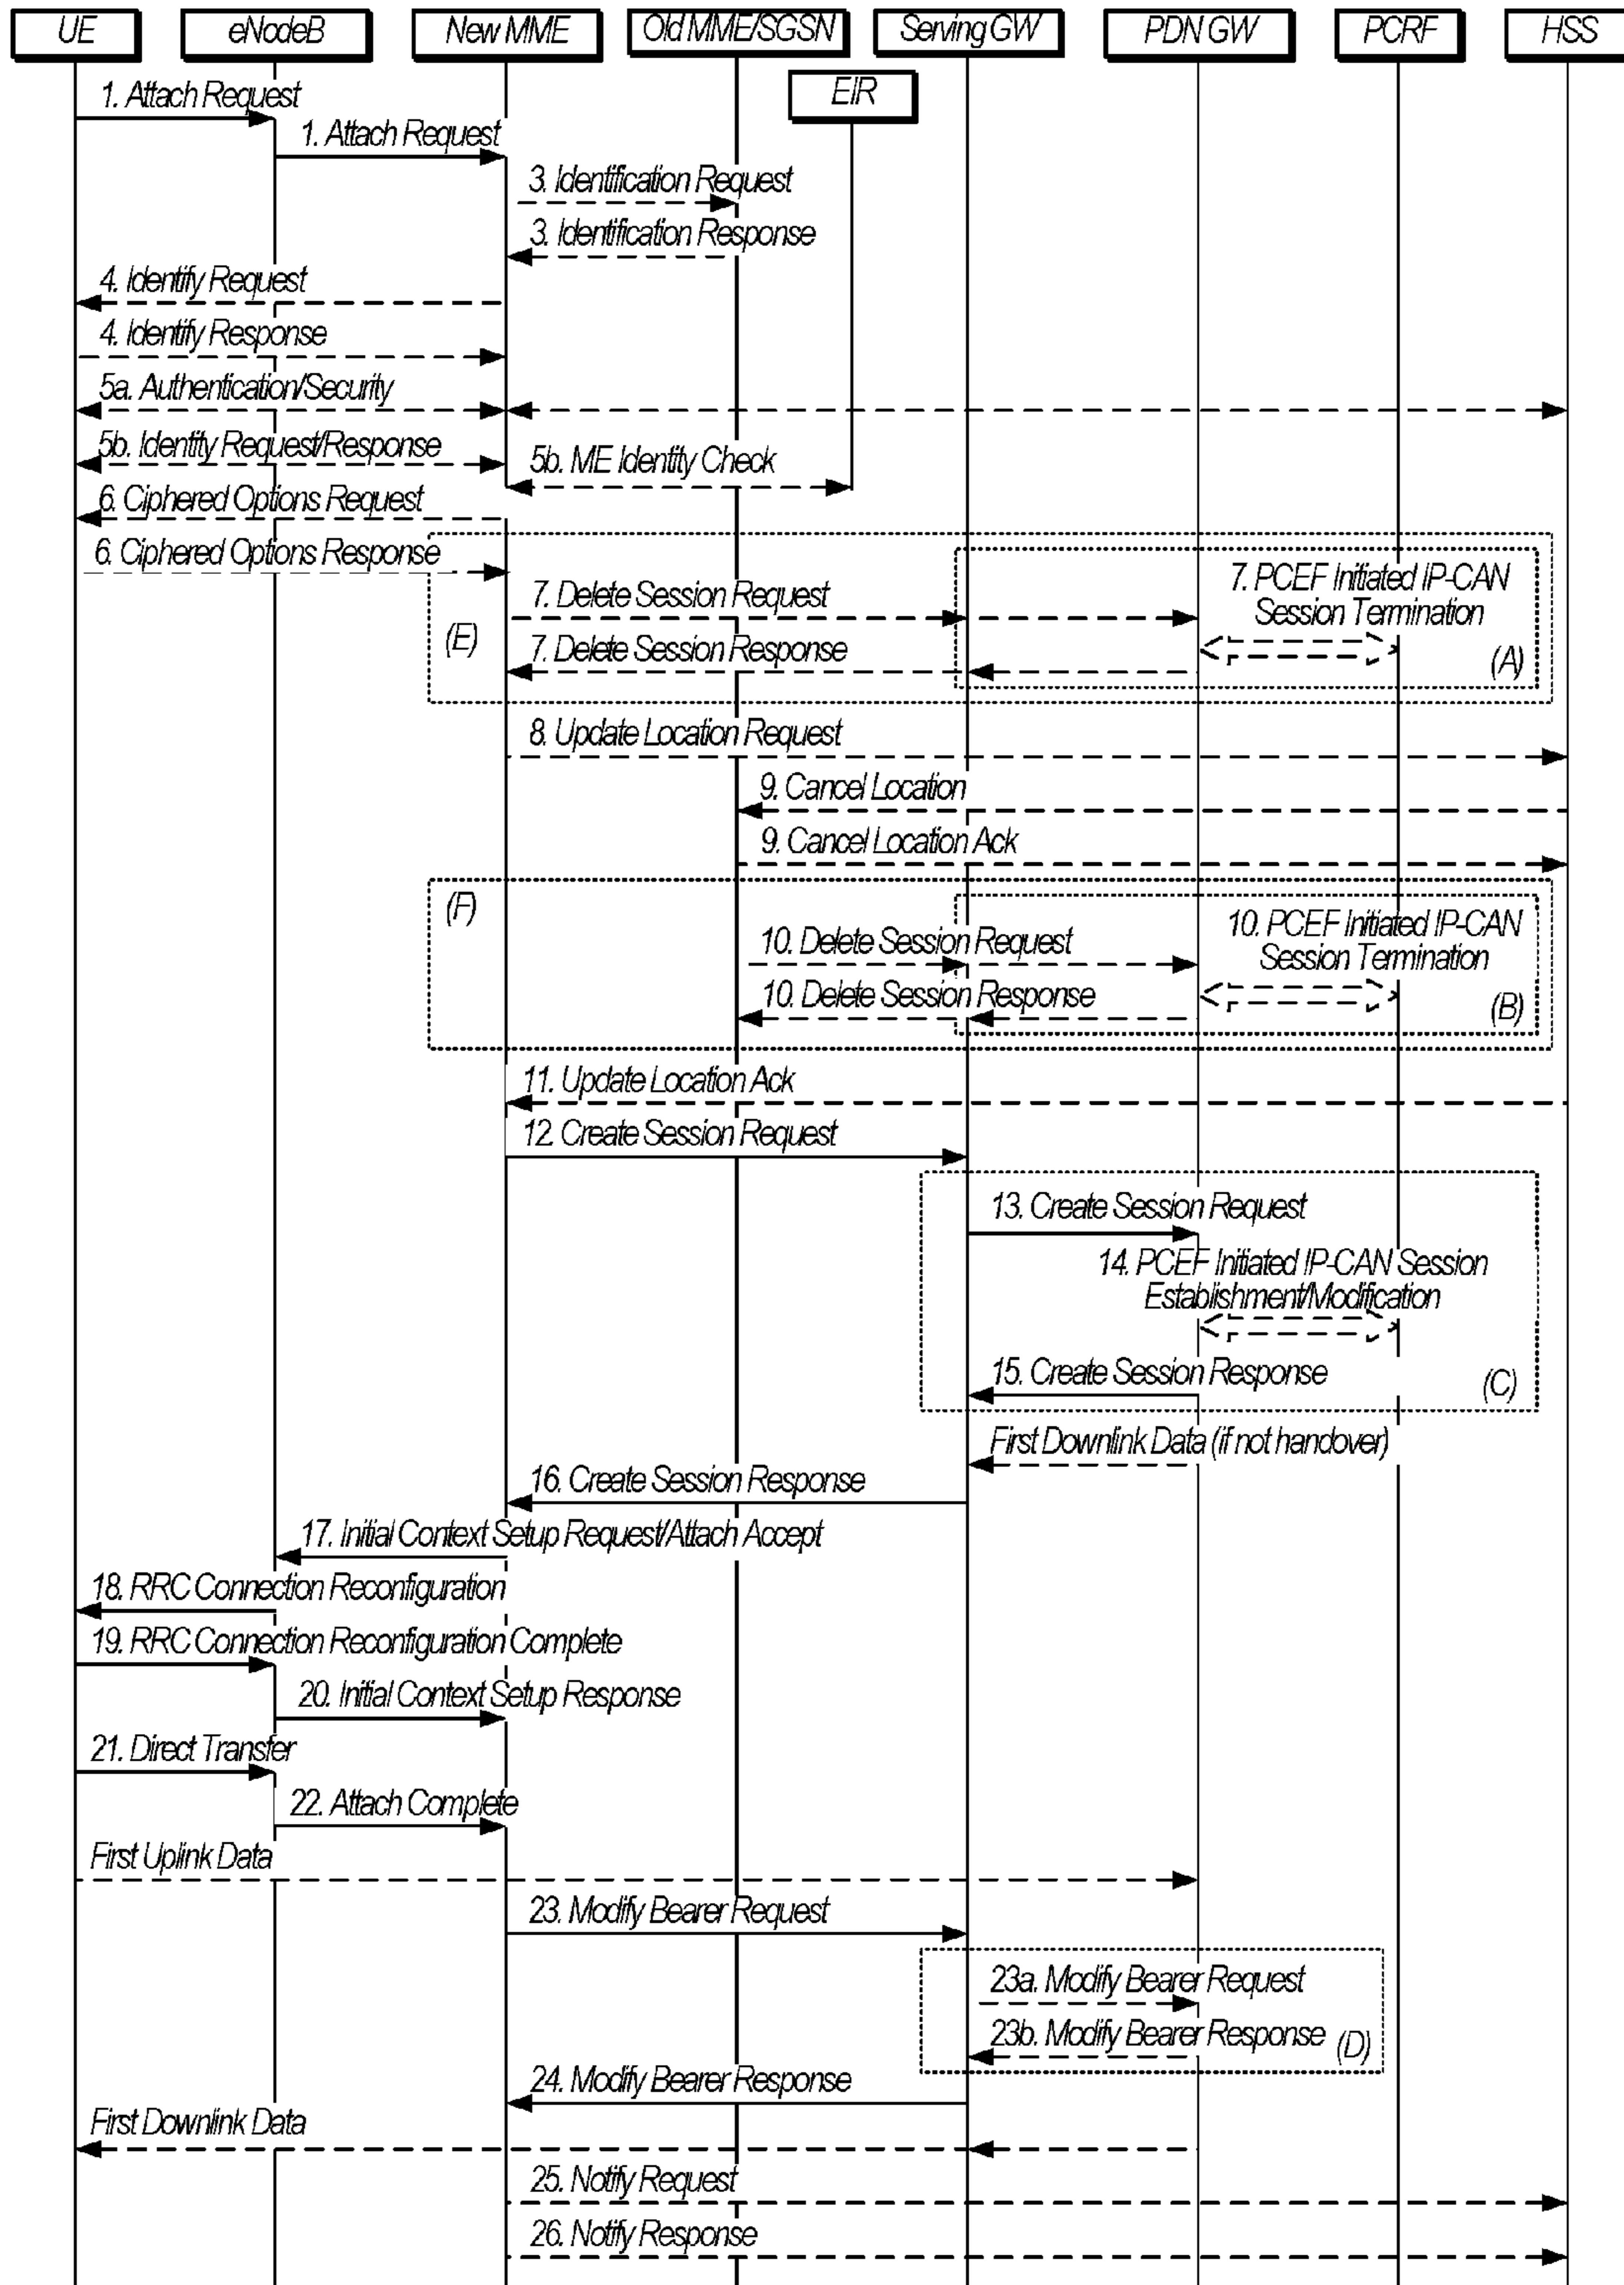 UE
eNodeB
New MME
Old MME/SGSN
Serving GW
PDN GW
PCRF
HSS
EIR
1. Attach Request
1. Attach Request
3. Identification Request
3. Identification Response
4. Identify Request
4. Identify Response
5a. Authentication/Security
5b. Identity Request/Response
5b. ME Identity Check
6. Ciphered Options Request
6. Ciphered Options Response
7. Delete Session Request
7. PCEF Initiated IP-CAN
Session Termination
(E)
7. Delete Session Response
(A)
8. Update Location Request
9. Cancel Location
9. Cancel Location Ack
(F)
10. Delete Session Request
10. PCEF Initiated IP-CAN
Session Termination
10. Delete Session Response
(B)
11. Update Location Ack
12. Create Session Request
13. Create Session Request
14. PCEF Initiated IP-CAN Session
Establishment/Modification
15. Create Session Response
(C)
First Downlink Data (if not handover)
16. Create Session Response
17. Initial Context Setup Request/Attach Accept
18. RRC Connection Reconfiguration
19. RRC Connection Reconfiguration Complete
20. Initial Context Setup Response
21. Direct Transfer
22. Attach Complete
First Uplink Data
23. Modify Bearer Request
23a. Modify Bearer Request
23b. Modify Bearer Response
(D)
24. Modify Bearer Response
First Downlink Data
25. Notify Request
26. Notify Response